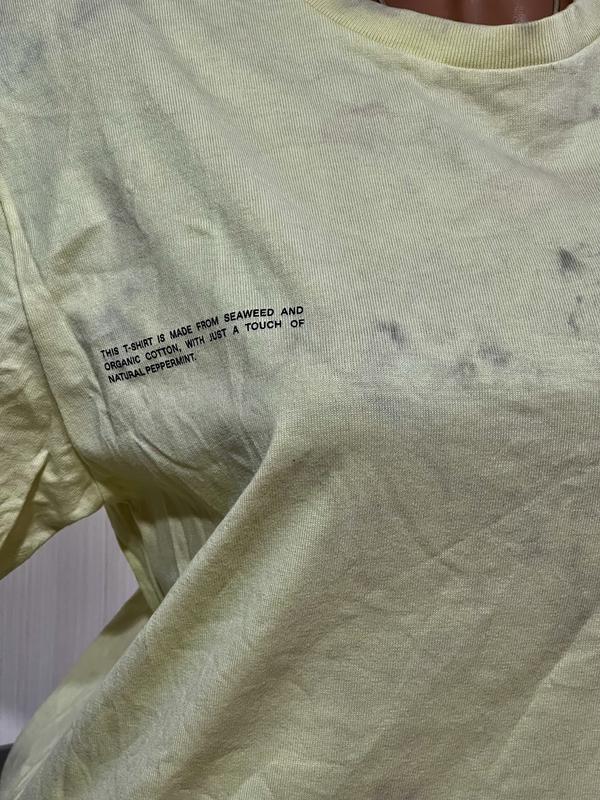 THIS T-SHIRT IS MADE FROM SEAWEED AND
ORGANIC COTTON, WITH JUST A TOUCH OF
NATURAL PEPPERMINT.